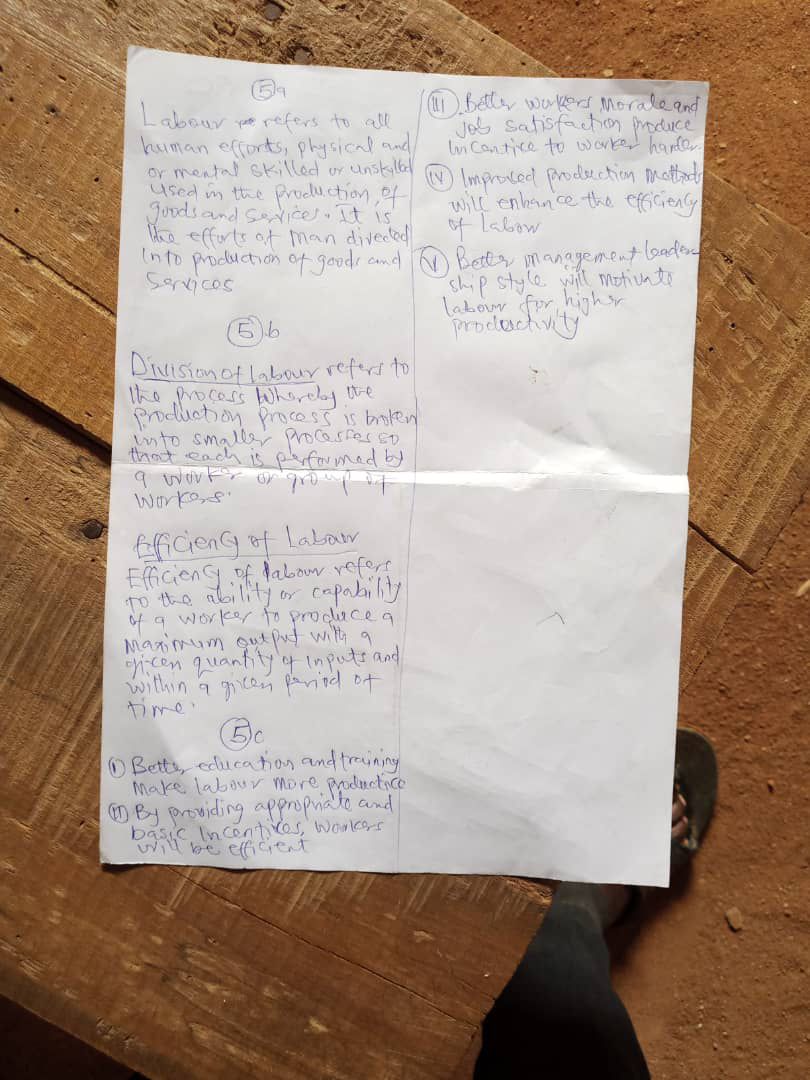 5a
Labour refers to all
human efforts, physical and
or mental skilled or unskilled
used in the production, of
goods and services. It is
the efforts of man directed
into production of goods and
services
5b
Division of labour refers to
the process whereby the
production process is broken
into smaller processes so
that each is performed by
a worker or group of
workers.
Efficiency of Labour
Efficiency of labour refers
to the ability or capability
of a worker to produce a
maximum output with a
given quantity of inputs and
within a given period of
time.
5c
(i) Better education and training
make labour more productive
(ii) By providing appropriate and
basic incentives, workers
will be efficient
(iii) Better workers morale and
job satisfaction produce
incentive to worker harder
(iv) Improved production methods
will enhance the efficiency
of labour
(v) Better management leader
ship style will motivate
labour for higher
productivity